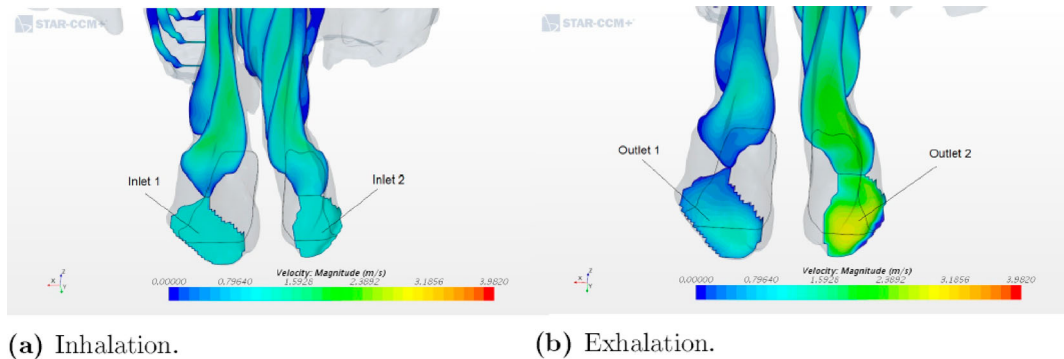 STAR-CCM+
Inlet 1
Inlet 2
X
Z
Y
Velocity: Magnitude (m/s)
0.00000 0.79640 1.5928 2.3892 3.1856 3.9820
(a) Inhalation.
STAR-CCM+
Outlet 1
Outlet 2
X
Z
Y
Velocity: Magnitude (m/s)
0.00000 0.79640 1.5928 2.3892 3.1856 3.9820
(b) Exhalation.